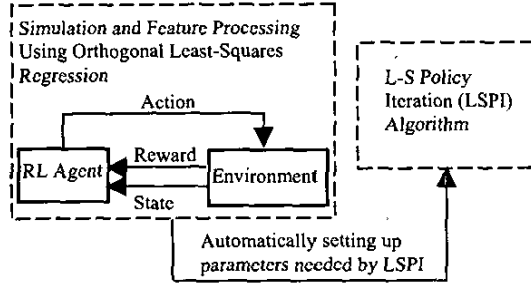 Simulation and Feature Processing
Using Orthogonal Least-Squares
Regression
Action
RL Agent
Reward
State
Environment
L-S Policy
Iteration (LSPI)
Algorithm
Automatically setting up
parameters needed by LSPI